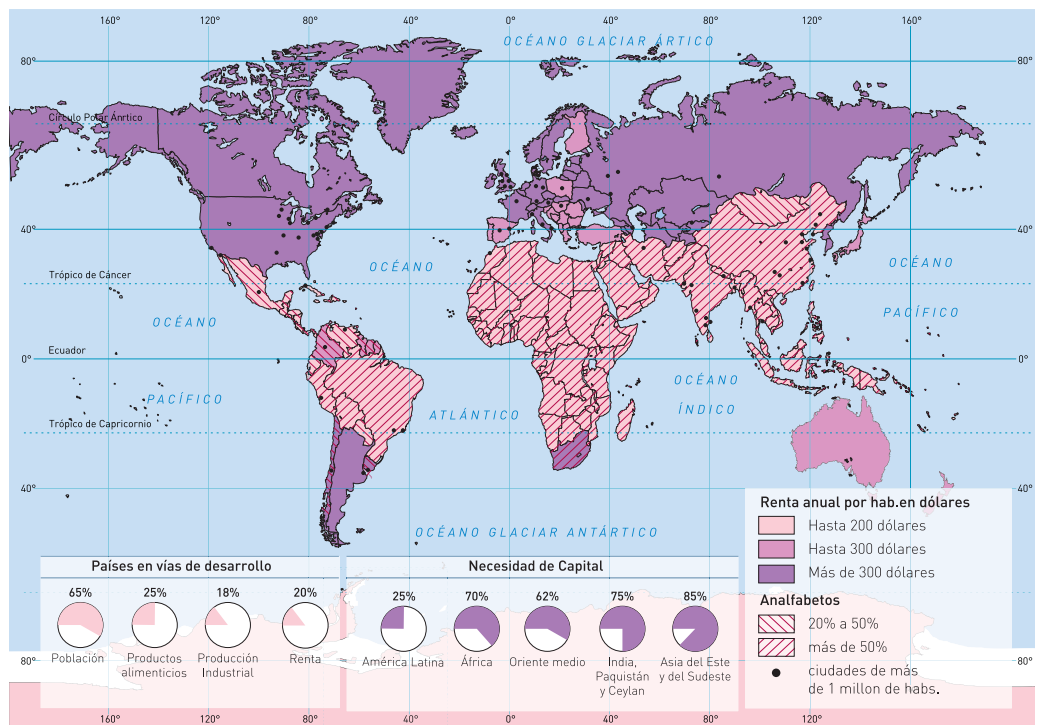 160° 120° 80° 40° 0° 40° 80° 120° 160°
OCÉANO GLACIAR ÁRTICO
80° 80°
Círculo Polar Ánrtico
40° 40°
OCÉANO OCÉANO
Trópico de Cáncer
PACÍFICO
OCÉANO
Ecuador
0° 0°
OCÉANO
PACÍFICO
ATLÁNTICO
ÍNDICO
Trópico de Capricornio
40° 40°
OCÉANO GLACIAR ANTÁRTICO
Renta anual por hab.en dólares
Hasta 200 dólares
Hasta 300 dólares
Más de 300 dólares
Analfabetos
20% a 50%
más de 50%
ciudades de más
de 1 millon de habs.
Países en vías de desarrollo
65% 25% 18% 20%
Población
Productos
alimenticios
Producción
Industrial
Renta
Necesidad de Capital
25% 70% 62% 75% 85%
América Latina
África
Oriente medio
India,
Paquistán
y Ceylan
Asia del Este
y del Sudeste
80° 80°
160° 120° 80° 40° 0° 40° 80° 120°